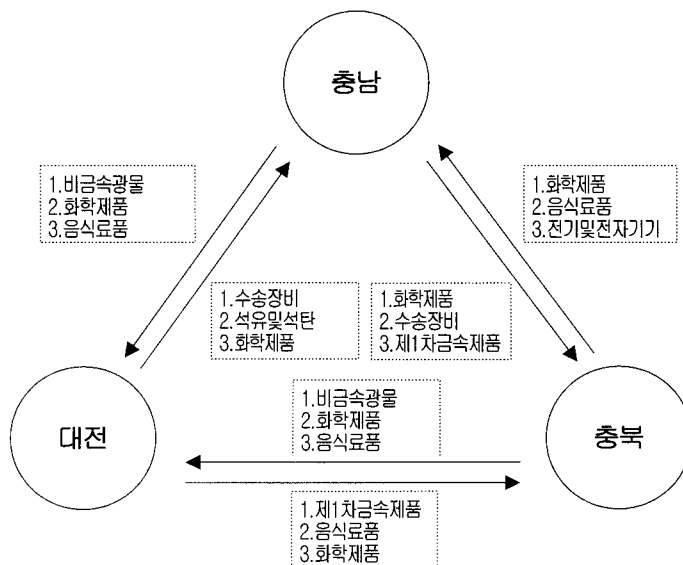 충남
1.비금속광물
2.화학제품
3.음식료품
1.화학제품
2.음식료품
3.전기및전자기기
1.수송장비
2.석유및석탄
3.화학제품
1.화학제품
2.수송장비
3.제1차금속제품
대전
1.비금속광물
2.화학제품
3.음식료품
충북
1.제1차금속제품
2.음식료품
3.화학제품